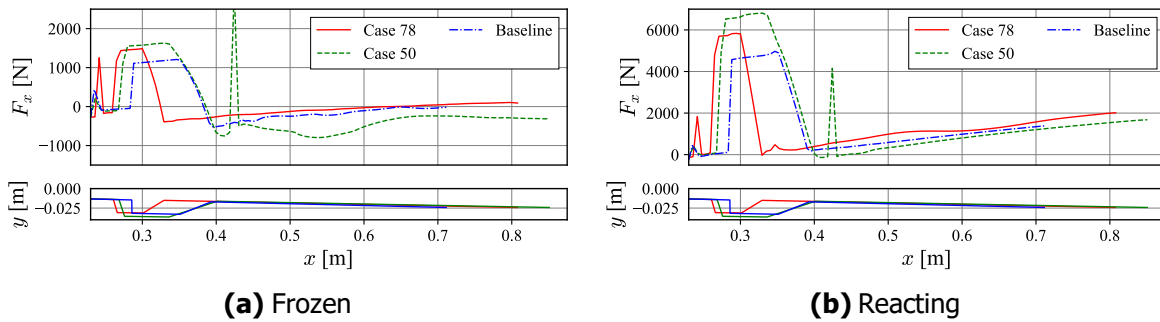 2000
1000
0
−1000
F_x [N]
Case 78
Case 50
Baseline
0.000
−0.025
y [m]
0.3 0.4 0.5 0.6 0.7 0.8
x [m]
(a) Frozen
6000
4000
2000
0
F_x [N]
Case 78
Case 50
Baseline
0.000
−0.025
y [m]
0.3 0.4 0.5 0.6 0.7 0.8
x [m]
(b) Reacting